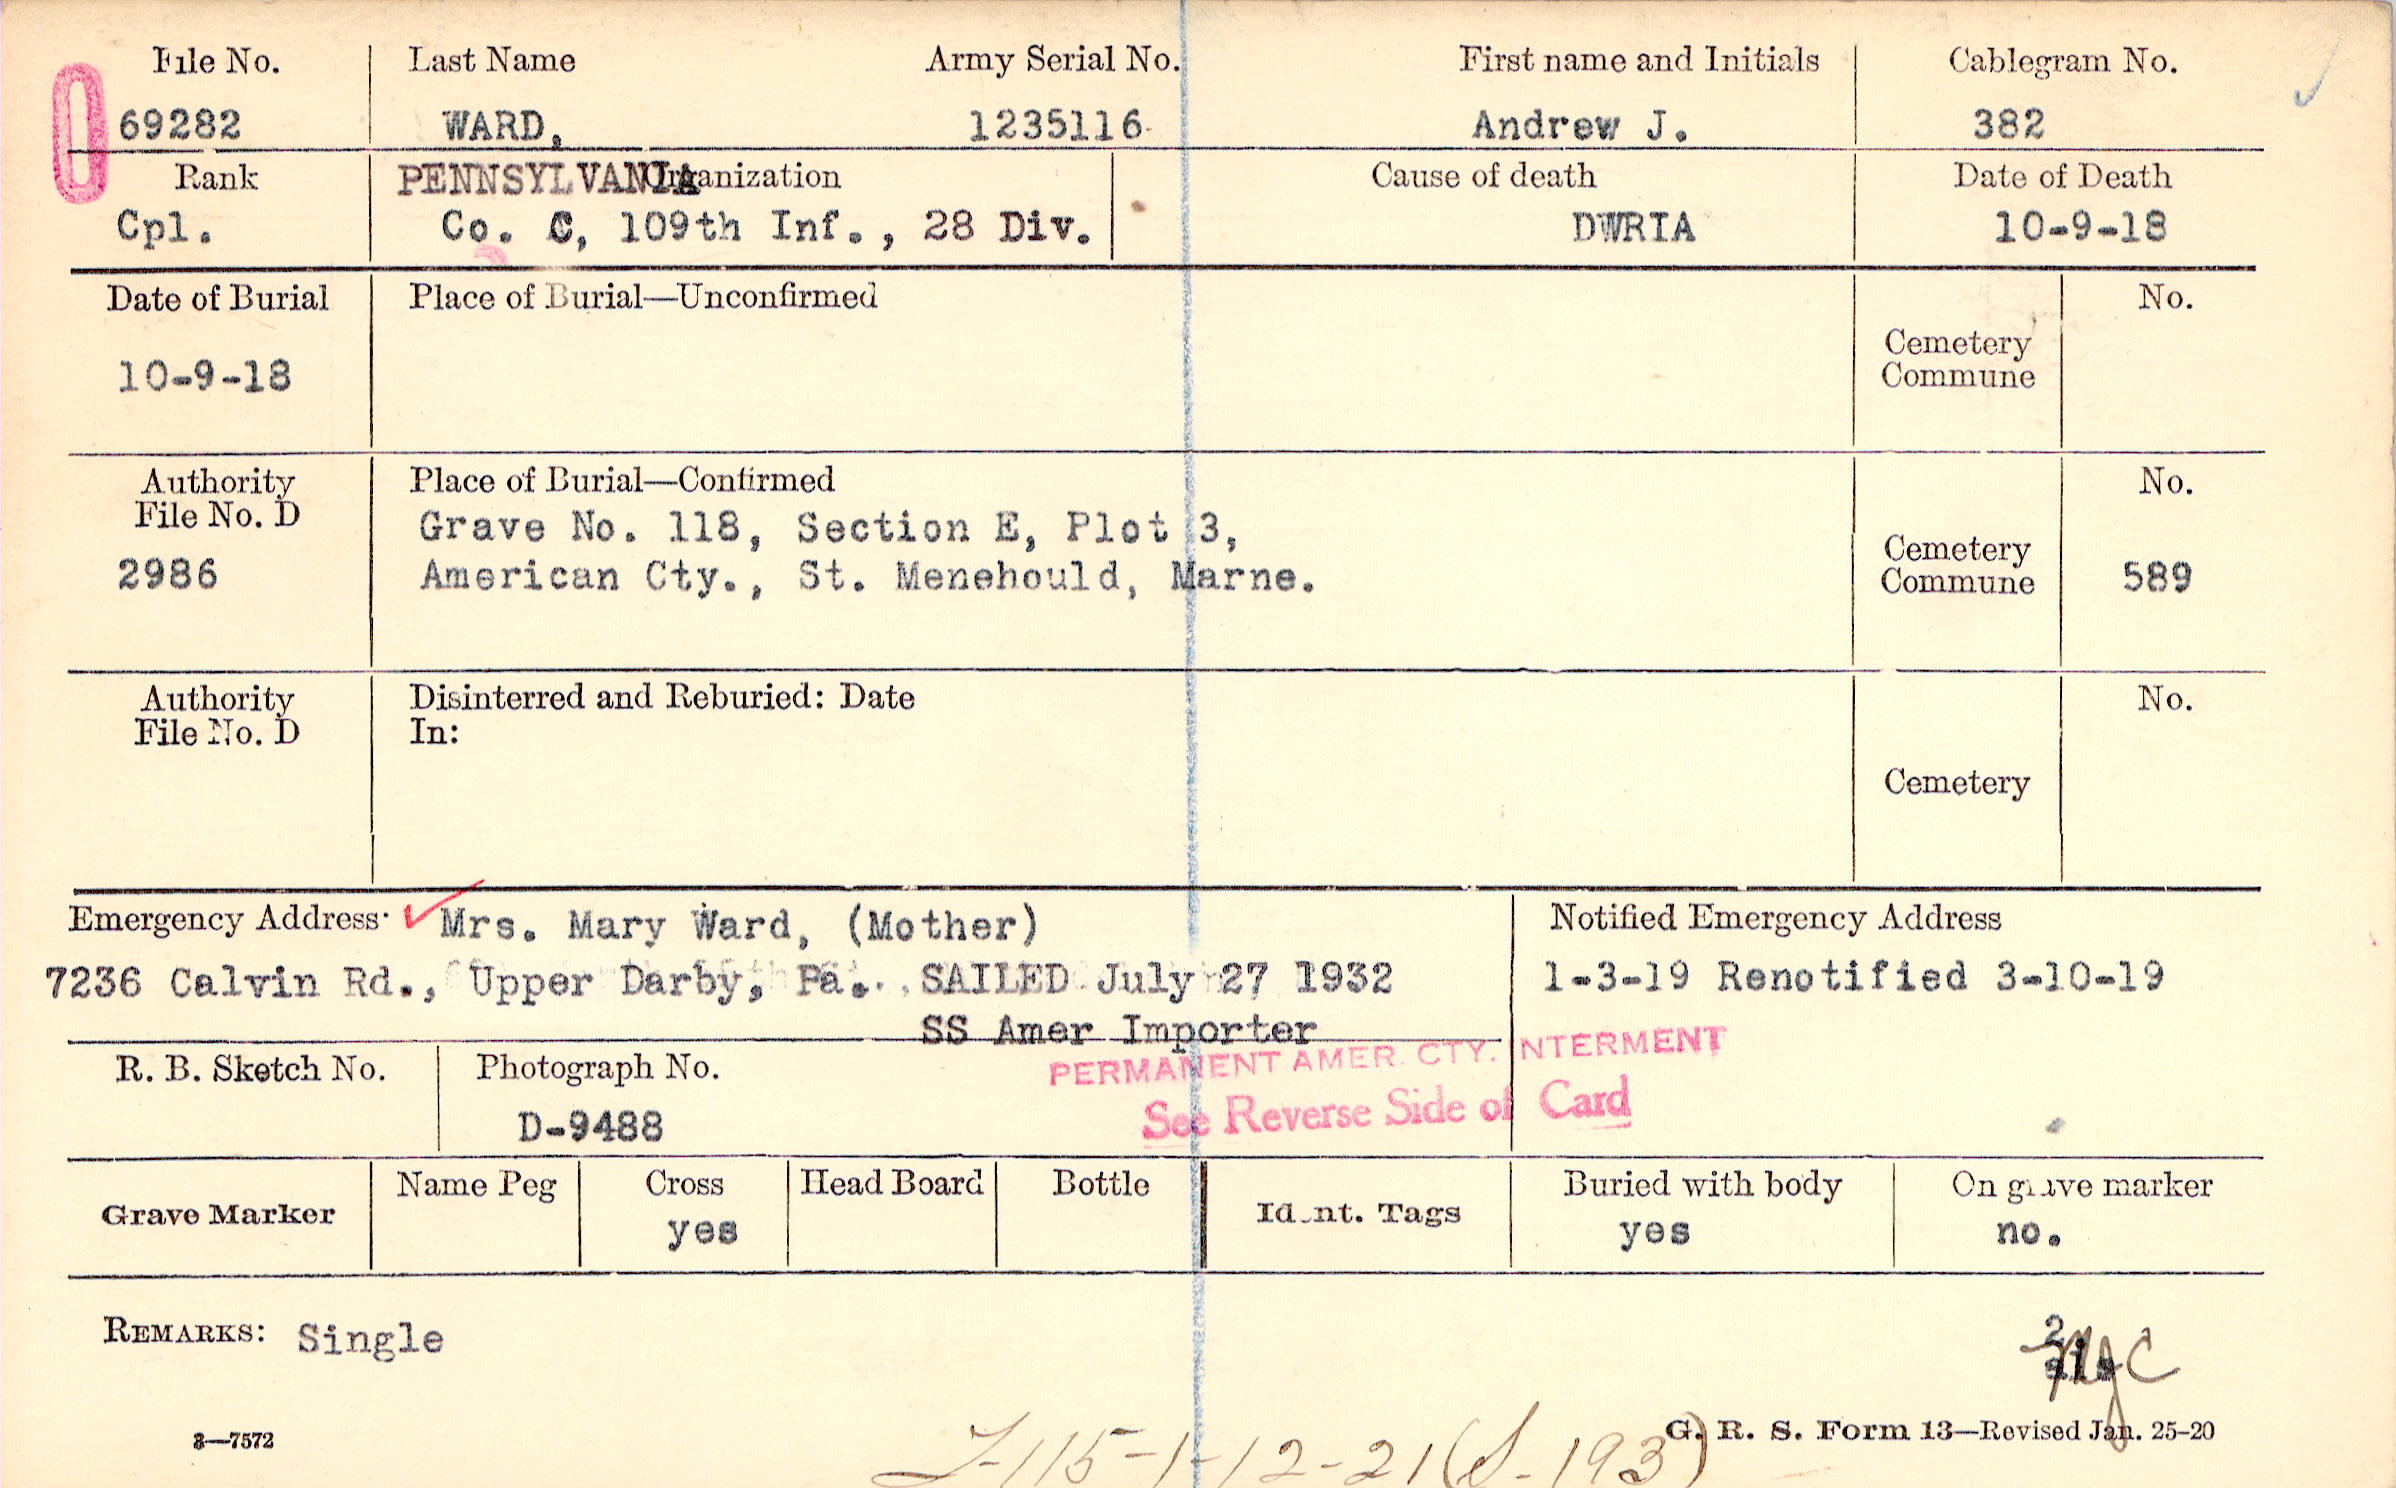 File No. Last Name Army Serial No. First name and Initials Cablegram No.
69282 WARD, 1235116 Andrew J. 382
Rank PENNSYLVANIA Organization Cause of death Date of Death
Cpl. Co. C, 109th Inf., 28 Div. DWRIA 10-9-18
Date of Burial Place of Burial—Unconfirmed No.
Cemetery
Commune
10-9-18
Authority Place of Burial—Confirmed No.
File No. D Grave No. 118, Section E, Plot 3,
2986 American Cty., St. Menehould, Marne. Cemetery
Commune 589
Authority Disinterred and Reburied: Date No.
File No. D In:
Cemetery
Emergency Address Mrs. Mary Ward, (Mother) Notified Emergency Address
7236 Calvin Rd., Upper Darby, Pa. SAILED July 27 1932 1-3-19 Renotified 3-10-19
SS Amer Importer
PERMANENT AMER. CTY. INTERMENT
R. B. Sketch No. Photograph No.
See Reverse Side of Card
D-9488
Grave Marker Name Peg Cross Head Board Bottle Ident. Tags Buried with body On grave marker
yes yes no.
REMARKS: Single
2
MJC
3—7572 G. R. S. Form 13—Revised Jan. 25-20
L-115-1-12-21(S-193)